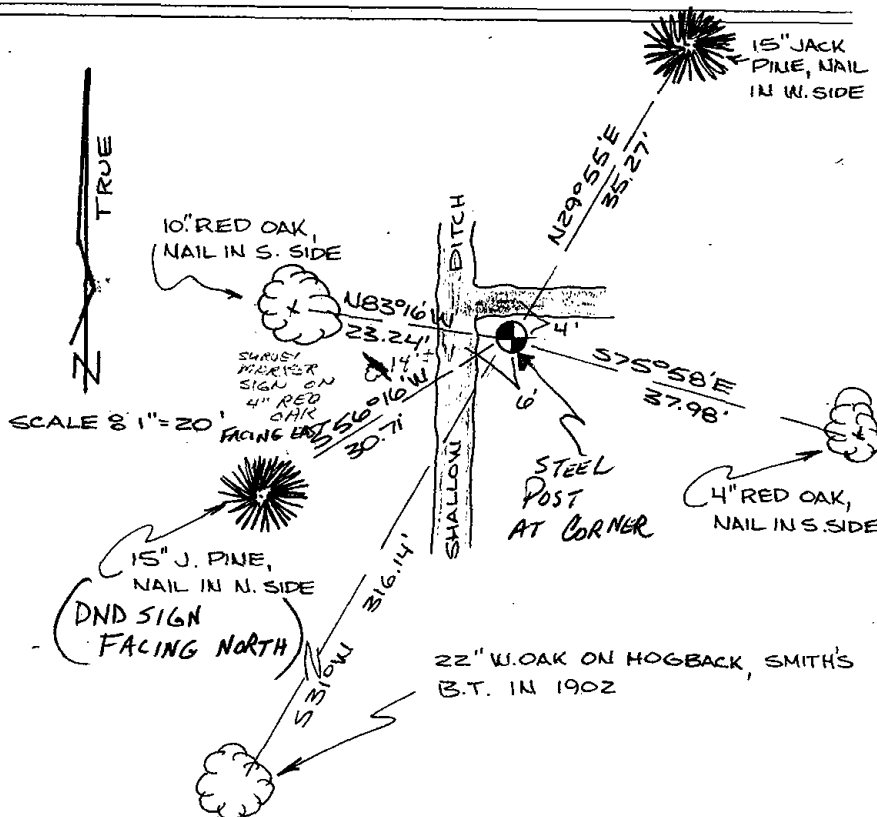 15" JACK
PINE, NAIL
IN W. SIDE
TRUE
N
N29°55'E
35.27'
10" RED OAK,
NAIL IN S. SIDE
DITCH
N83°16'W
23.24'
4'
SURVEY
MARKER
SIGN ON
4" RED
OAK
FACING EAST
14'±
S56°16'W
30.71'
6'
S75°58'E
37.98'
SCALE 8 1"=20'
STEEL
POST
AT CORNER
SHALLOW
4" RED OAK,
NAIL IN S. SIDE
15" J. PINE,
NAIL IN N. SIDE
(DND SIGN
FACING NORTH)
S31°W
316.14'
22" W. OAK ON HOGBACK, SMITH'S
B.T. IN 1902